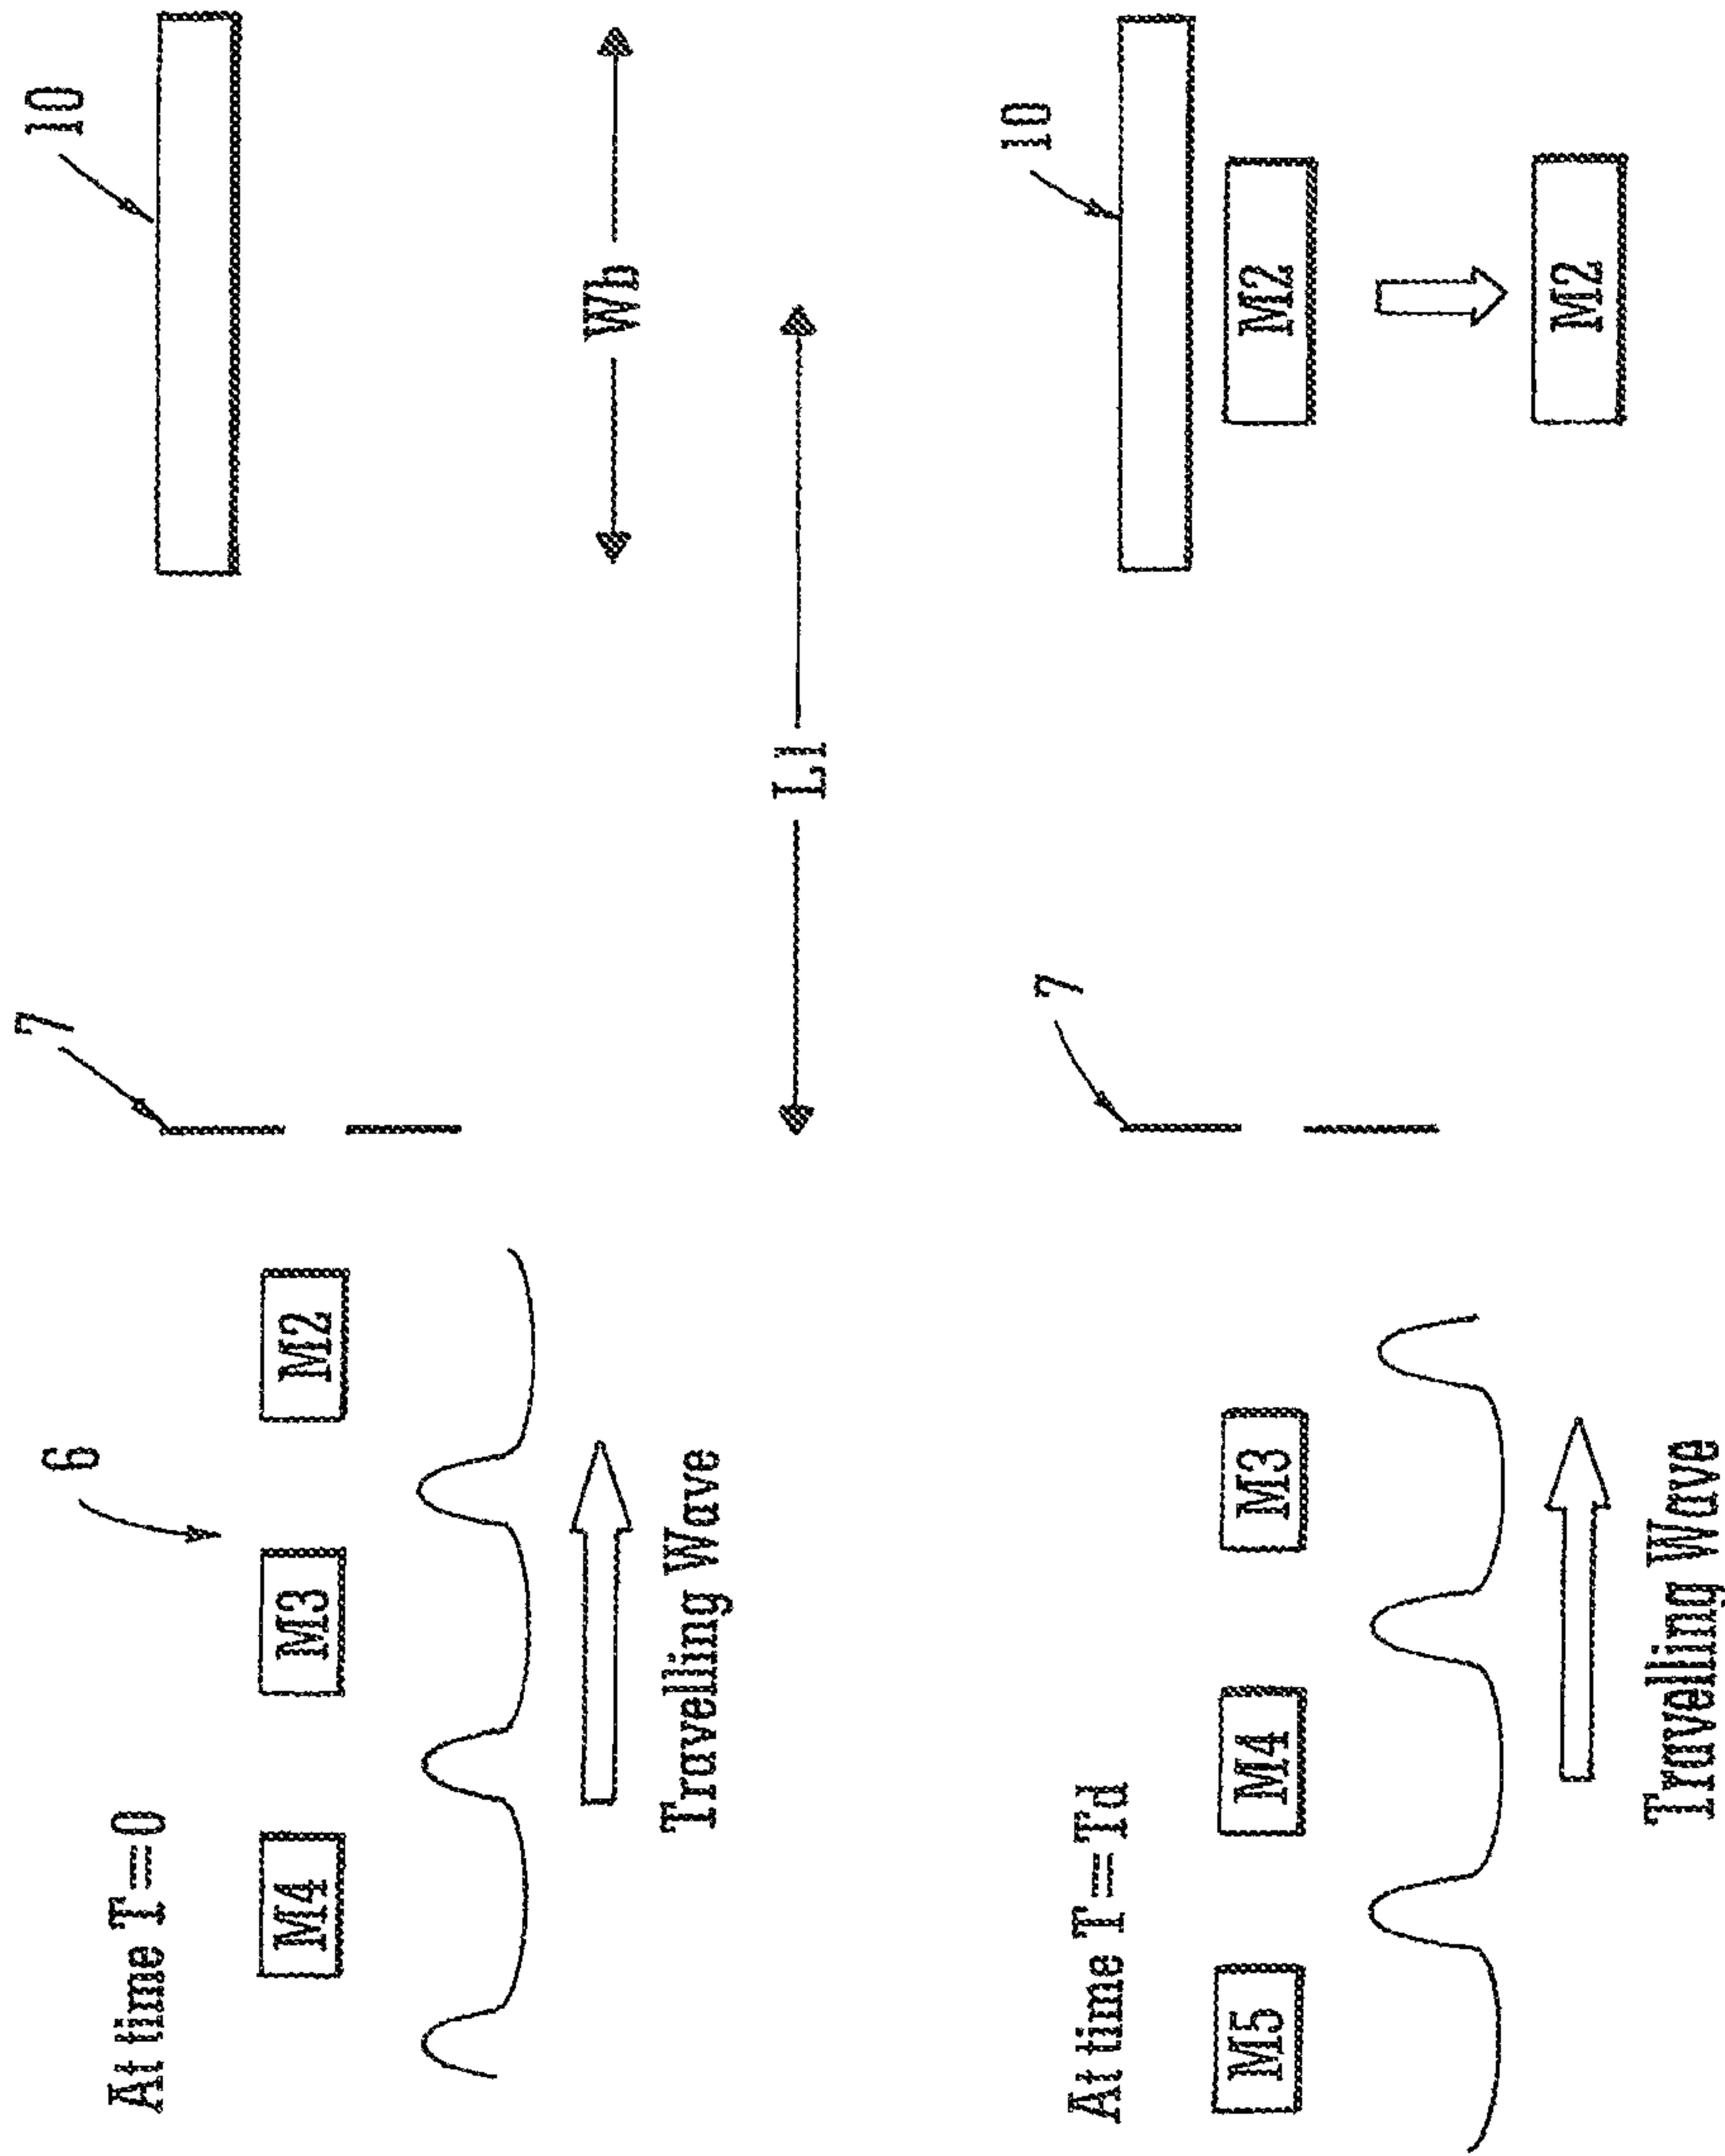 7
10
6
At time T=0
M4
M3
M2
Wb
Travelling Wave
L1
7
10
At time T=Td
M5
M4
M3
M2
M2
Travelling Wave